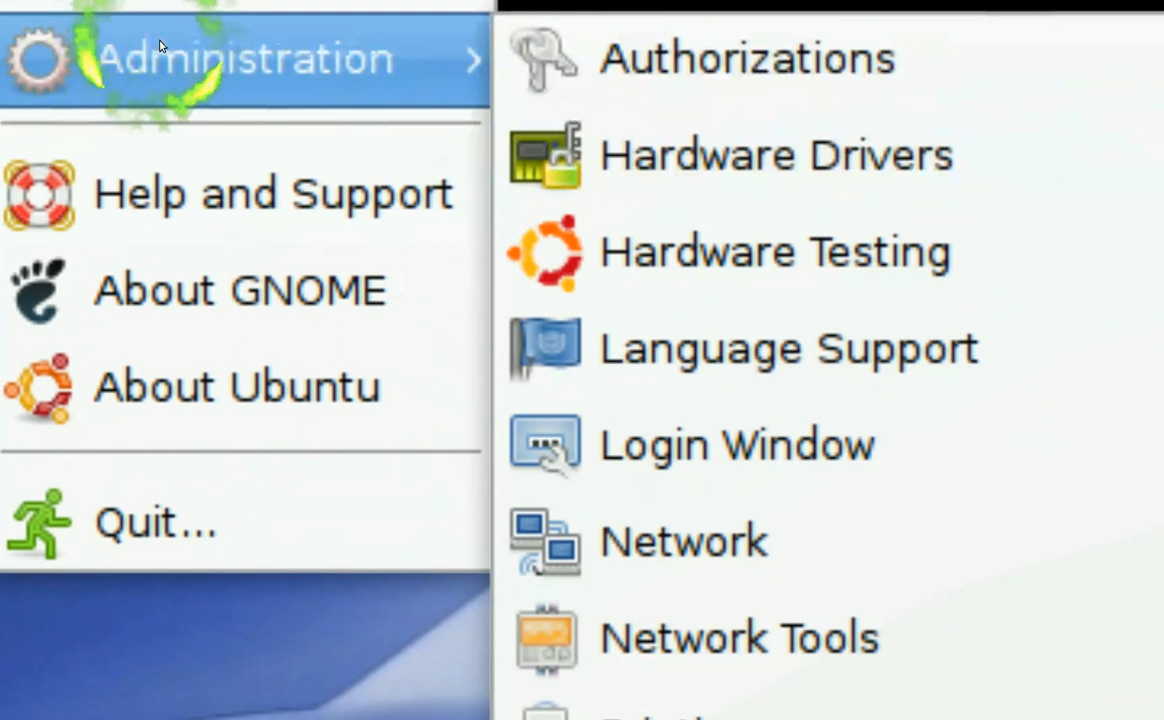 Administration
Help and Support
About GNOME
About Ubuntu
Quit...
Authorizations
Hardware Drivers
Hardware Testing
Language Support
Login Window
Network
Network Tools